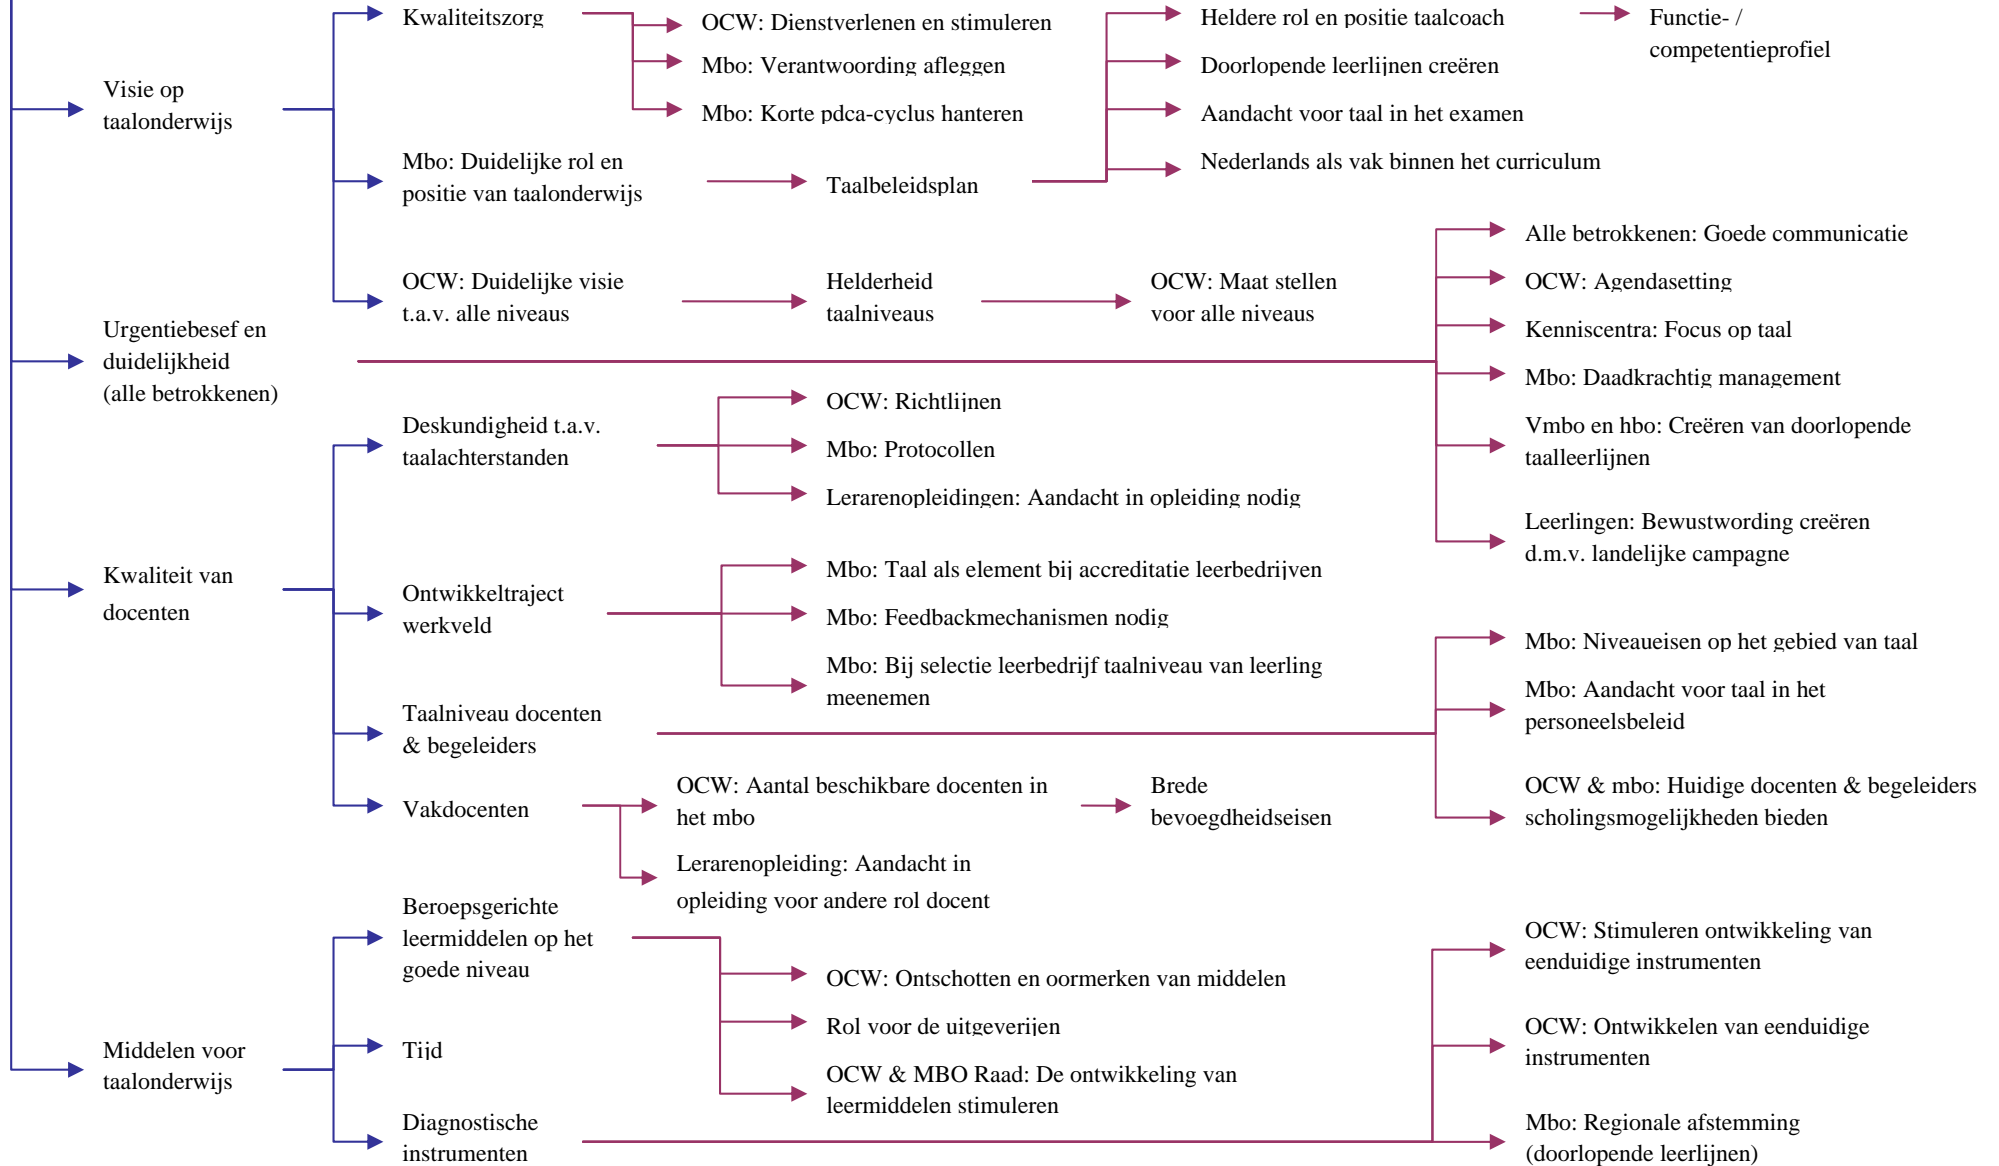 Kwaliteitszorg
OCW: Dienstverlenen en stimuleren
Mbo: Verantwoording afleggen
Mbo: Korte pdca-cyclus hanteren
Heldere rol en positie taalcoach
Functie- /
competentieprofiel
Doorlopende leerlijnen creëren
Aandacht voor taal in het examen
Nederlands als vak binnen het curriculum
Visie op
taalonderwijs
Mbo: Duidelijke rol en
positie van taalonderwijs
Taalbeleidsplan
OCW: Duidelijke visie
t.a.v. alle niveaus
Helderheid
taalniveaus
OCW: Maat stellen
voor alle niveaus
Urgentiebesef en
duidelijkheid
(alle betrokkenen)
Alle betrokkenen: Goede communicatie
OCW: Agendasetting
Kenniscentra: Focus op taal
Mbo: Daadkrachtig management
Vmbo en hbo: Creëren van doorlopende
taalleerlijnen
Leerlingen: Bewustwording creëren
d.m.v. landelijke campagne
Deskundigheid t.a.v.
taalachterstanden
OCW: Richtlijnen
Mbo: Protocollen
Lerarenopleidingen: Aandacht in opleiding nodig
Kwaliteit van
docenten
Ontwikkeltraject
werkveld
Mbo: Taal als element bij accreditatie leerbedrijven
Mbo: Feedbackmechanismen nodig
Mbo: Bij selectie leerbedrijf taalniveau van leerling
meenemen
Taalniveau docenten
& begeleiders
Mbo: Niveaueisen op het gebied van taal
Mbo: Aandacht voor taal in het
personeelsbeleid
OCW & mbo: Huidige docenten & begeleiders
scholingsmogelijkheden bieden
Vakdocenten
OCW: Aantal beschikbare docenten in
het mbo
Brede
bevoegdheidseisen
Lerarenopleiding: Aandacht in
opleiding voor andere rol docent
Beroepsgerichte
leermiddelen op het
goede niveau
OCW: Ontschotten en oormerken van middelen
Rol voor de uitgeverijen
OCW & MBO Raad: De ontwikkeling van
leermiddelen stimuleren
Middelen voor
taalonderwijs
Tijd
Diagnostische
instrumenten
OCW: Stimuleren ontwikkeling van
eenduidige instrumenten
OCW: Ontwikkelen van eenduidige
instrumenten
Mbo: Regionale afstemming
(doorlopende leerlijnen)